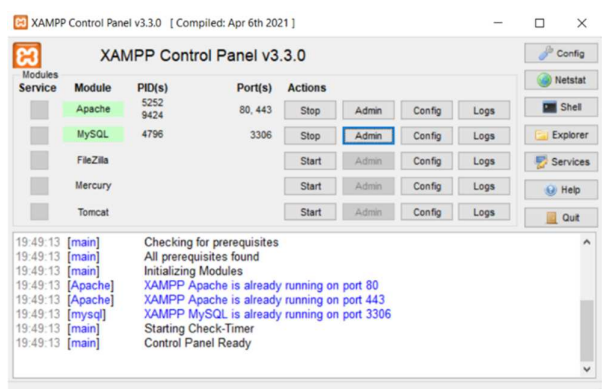 XAMPP Control Panel v3.3.0 [ Compiled: Apr 6th 2021 ]
XAMPP Control Panel v3.3.0
Config
Modules
Service Module PID(s) Port(s) Actions
Netstat
Apache 5252 9424 80, 443 Stop Admin Config Logs
Shell
MySQL 4796 3306 Stop Admin Config Logs
Explorer
FileZilla Start Admin Config Logs
Services
Mercury Start Admin Config Logs
Help
Tomcat Start Admin Config Logs
Quit
19:49:13 [main] Checking for prerequisites
19:49:13 [main] All prerequisites found
19:49:13 [main] Initializing Modules
19:49:13 [Apache] XAMPP Apache is already running on port 80
19:49:13 [Apache] XAMPP Apache is already running on port 443
19:49:13 [mysql] XAMPP MySQL is already running on port 3306
19:49:13 [main] Starting Check-Timer
19:49:13 [main] Control Panel Ready